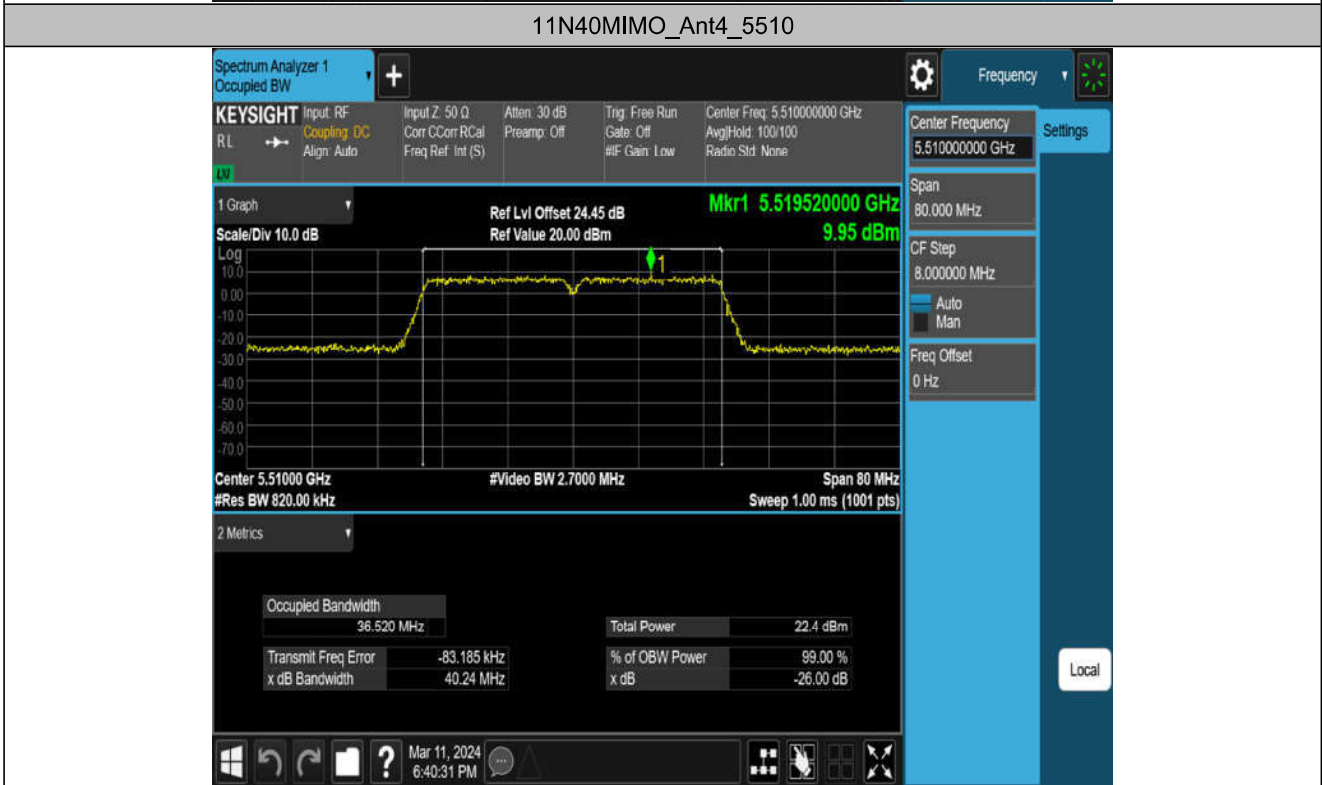 11N40MIMO_Ant4_5510
Spectrum Analyzer 1
Occupied BW
Frequency
KEYSIGHT
RL
LXI
Input: RF
Coupling: DC
Align: Auto
Input Z: 50 Ω
Corr CCorr RCal
Freq Ref: Int (S)
Atten: 30 dB
Preamp: Off
Trig: Free Run
Gate: Off
#IF Gain: Low
Center Freq: 5.510000000 GHz
Avg|Hold: 100/100
Radio Std: None
Center Frequency
5.510000000 GHz
Settings
Span
80.000 MHz
CF Step
8.000000 MHz
Auto
Man
Freq Offset
0 Hz
Local
1 Graph
Scale/Div 10.0 dB
Ref Lvl Offset 24.45 dB
Ref Value 20.00 dBm
Mkr1 5.519520000 GHz
9.95 dBm
Log
1
10.0
0.00
-10.0
-20.0
-30.0
-40.0
-50.0
-60.0
-70.0
Center 5.51000 GHz
#Video BW 2.7000 MHz
Span 80 MHz
#Res BW 820.00 kHz
Sweep 1.00 ms (1001 pts)
2 Metrics
Occupied Bandwidth
36.520 MHz
Total Power 22.4 dBm
Transmit Freq Error -83.185 kHz
% of OBW Power 99.00 %
x dB Bandwidth 40.24 MHz
x dB -26.00 dB
?
Mar 11, 2024
6:40:31 PM